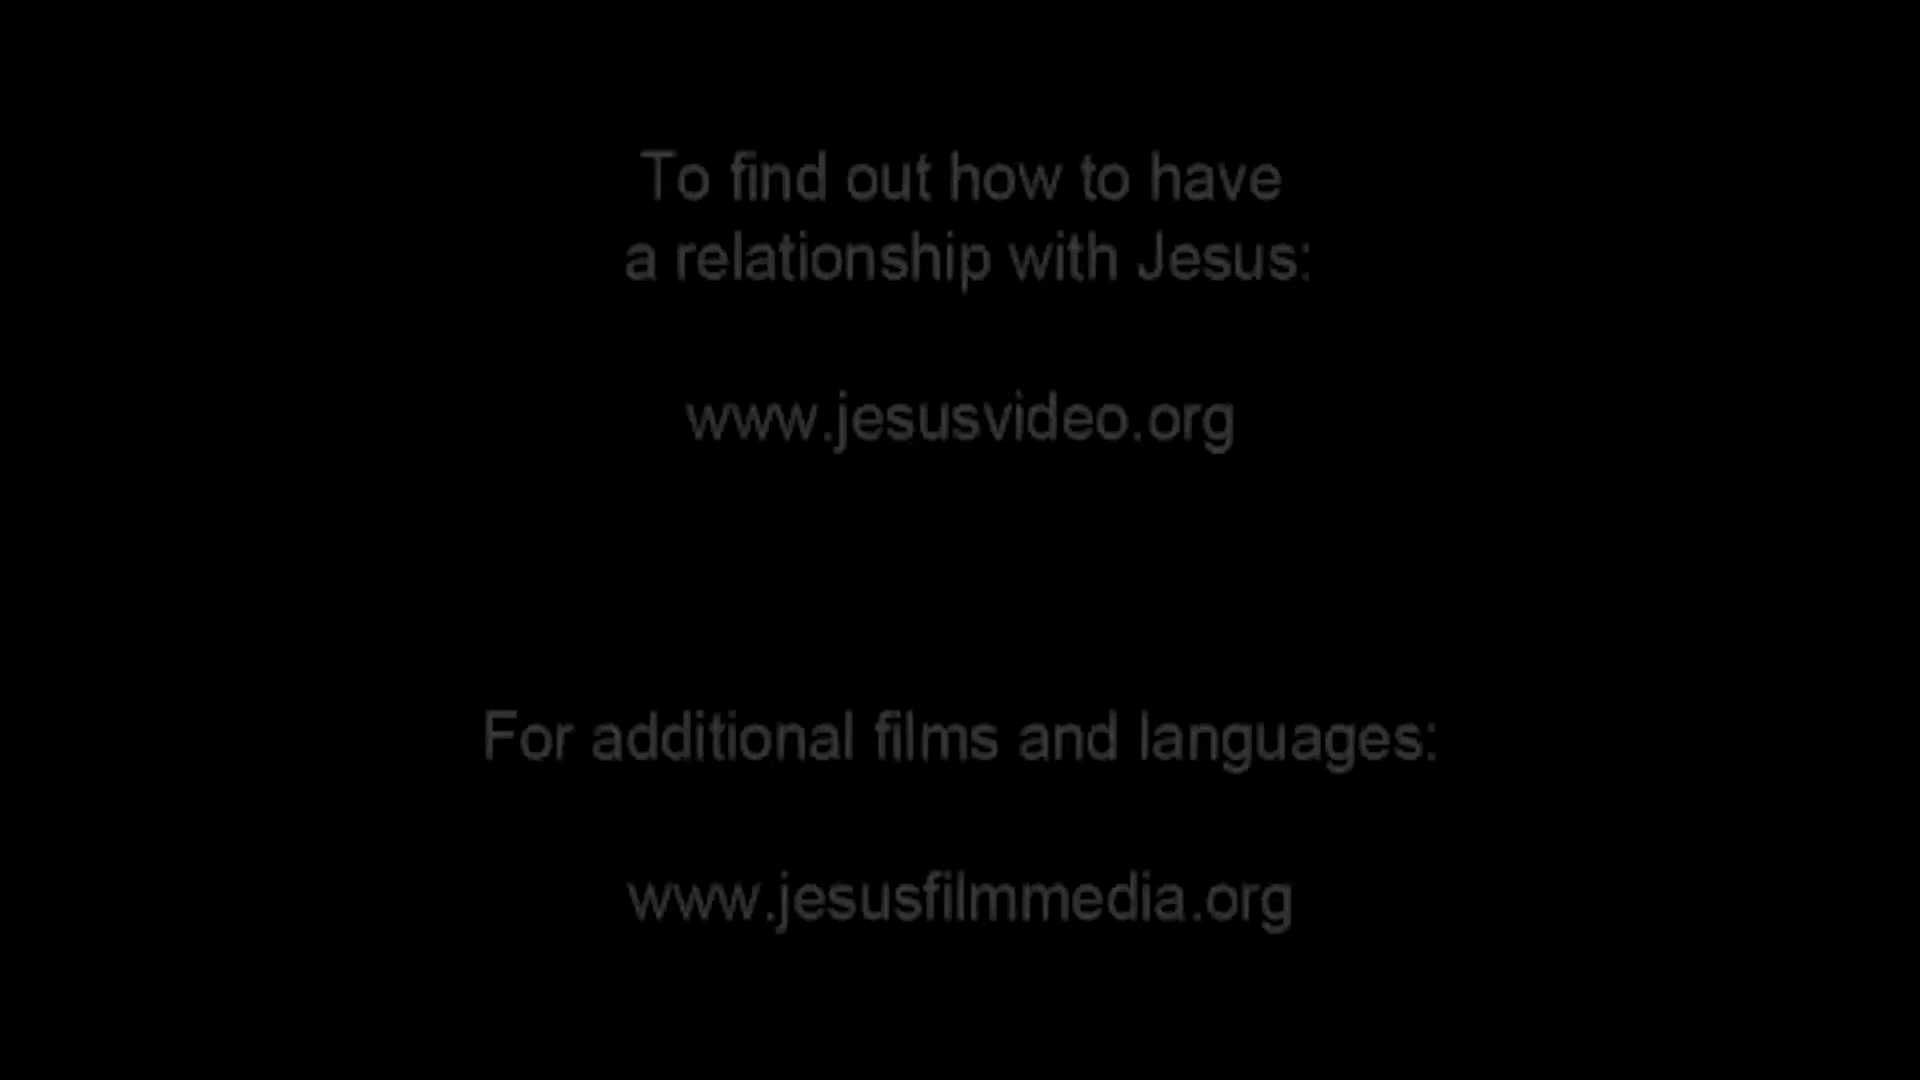 To find out how to have
a relationship with Jesus:
www.jesusvideo.org
For additional films and languages:
www.jesusfilmmedia.org